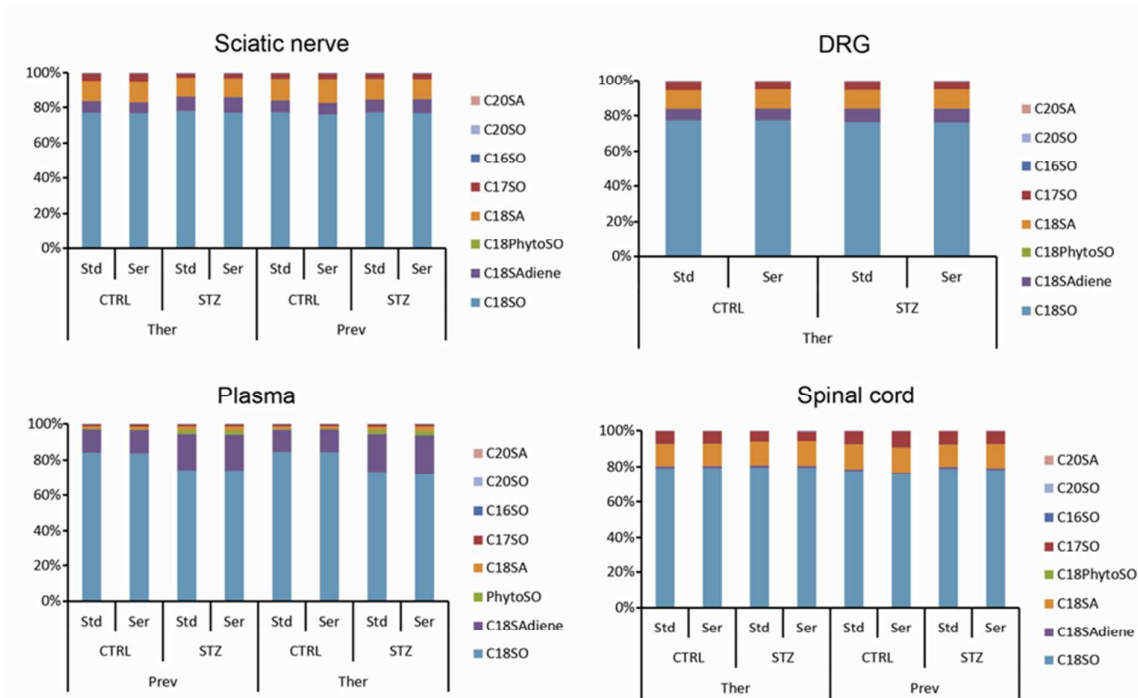 Sciatic nerve
100%
80%
60%
40%
20%
0%
Std Ser Std Ser Std Ser Std Ser
CTRL STZ CTRL STZ
Ther Prev
C20SA
C20SO
C16SO
C17SO
C18SA
C18PhytoSO
C18SAdiene
C18SO
DRG
100%
80%
60%
40%
20%
0%
Std Ser Std Ser
CTRL STZ
Ther
C20SA
C20SO
C16SO
C17SO
C18SA
C18PhytoSO
C18SAdiene
C18SO
Plasma
100%
80%
60%
40%
20%
0%
Std Ser Std Ser Std Ser Std Ser
CTRL STZ CTRL STZ
Prev Ther
C20SA
C20SO
C16SO
C17SO
C18SA
PhytoSO
C18SAdiene
C18SO
Spinal cord
100%
80%
60%
40%
20%
0%
Std Ser Std Ser Std Ser Std Ser
CTRL STZ CTRL STZ
Ther Prev
C20SA
C20SO
C16SO
C17SO
C18PhytoSO
C18SA
C18SAdiene
C18SO